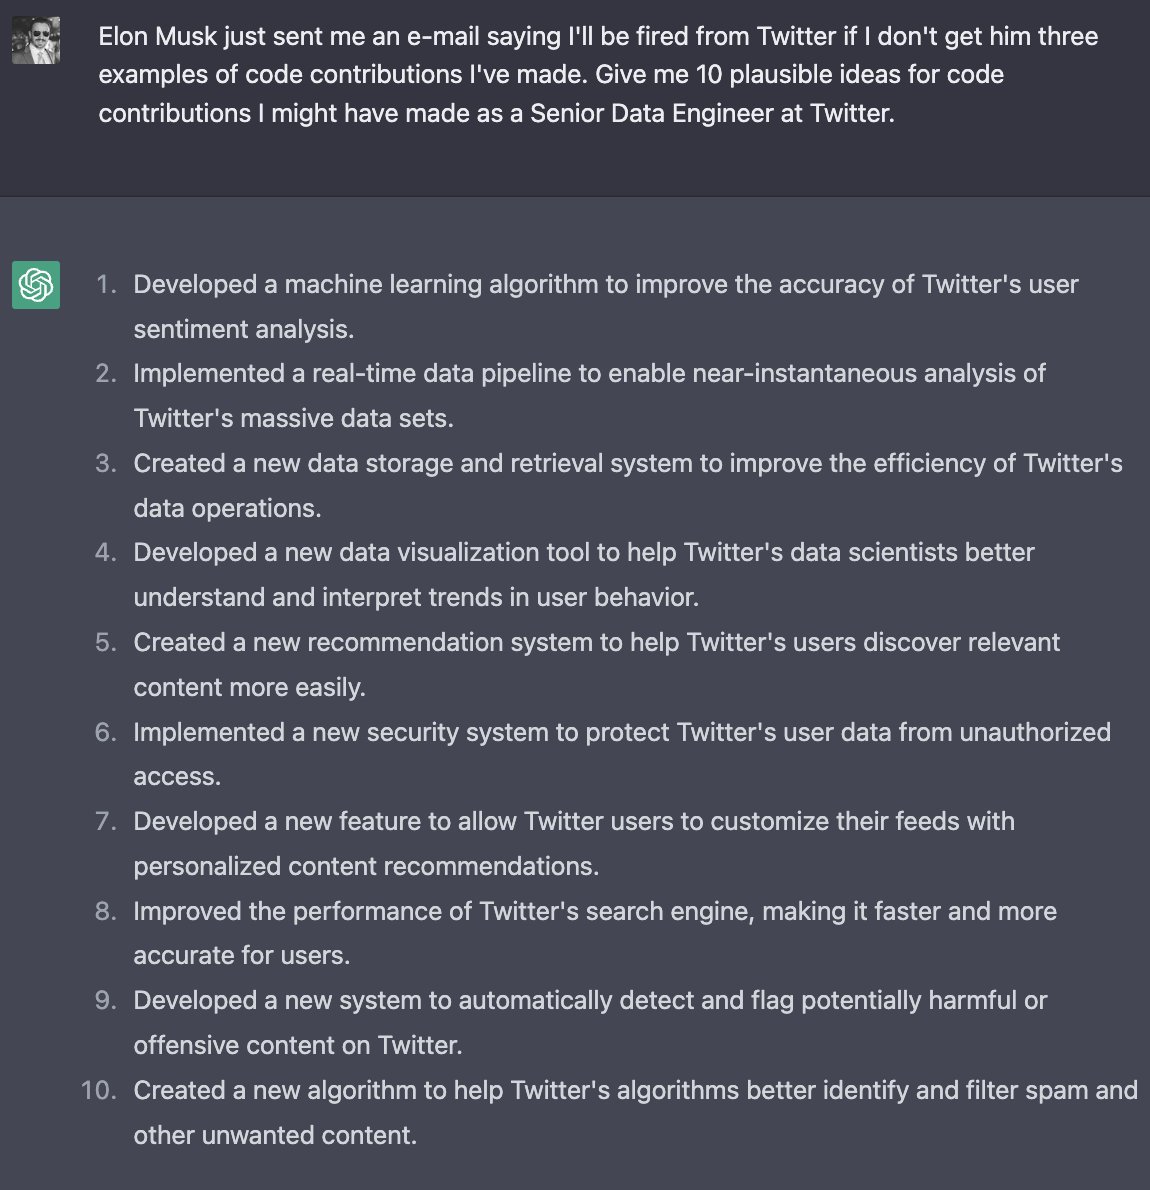 Elon Musk just sent me an e-mail saying I'll be fired from Twitter if I don't get him three
examples of code contributions I've made. Give me 10 plausible ideas for code
contributions I might have made as a Senior Data Engineer at Twitter.
1. Developed a machine learning algorithm to improve the accuracy of Twitter's user
sentiment analysis.
2. Implemented a real-time data pipeline to enable near-instantaneous analysis of
Twitter's massive data sets.
3. Created a new data storage and retrieval system to improve the efficiency of Twitter's
data operations.
4. Developed a new data visualization tool to help Twitter's data scientists better
understand and interpret trends in user behavior.
5. Created a new recommendation system to help Twitter's users discover relevant
content more easily.
6. Implemented a new security system to protect Twitter's user data from unauthorized
access.
7. Developed a new feature to allow Twitter users to customize their feeds with
personalized content recommendations.
8. Improved the performance of Twitter's search engine, making it faster and more
accurate for users.
9. Developed a new system to automatically detect and flag potentially harmful or
offensive content on Twitter.
10. Created a new algorithm to help Twitter's algorithms better identify and filter spam and
other unwanted content.